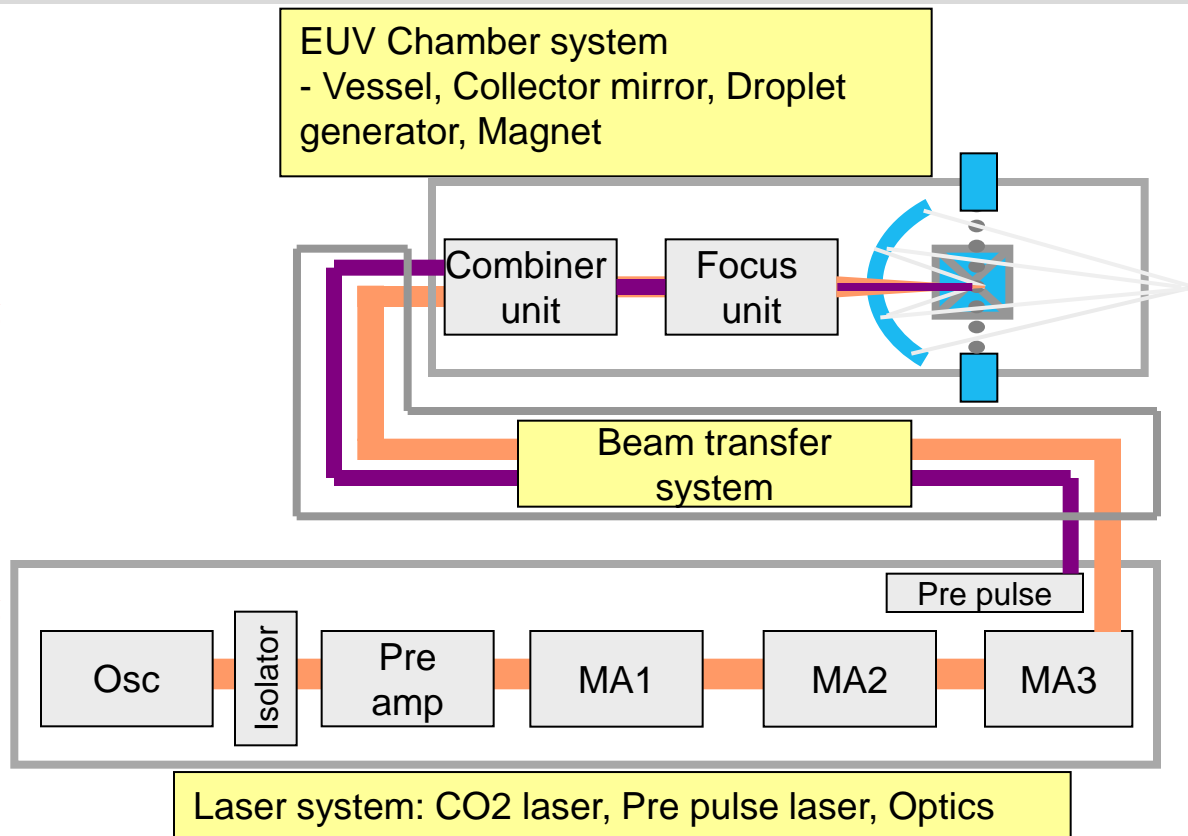 EUV Chamber system
- Vessel, Collector mirror, Droplet
generator, Magnet
Combiner
unit
Focus
unit
Beam transfer
system
Pre pulse
Osc
Isolator
Pre
amp
MA1
MA2
MA3
Laser system: CO2 laser, Pre pulse laser, Optics